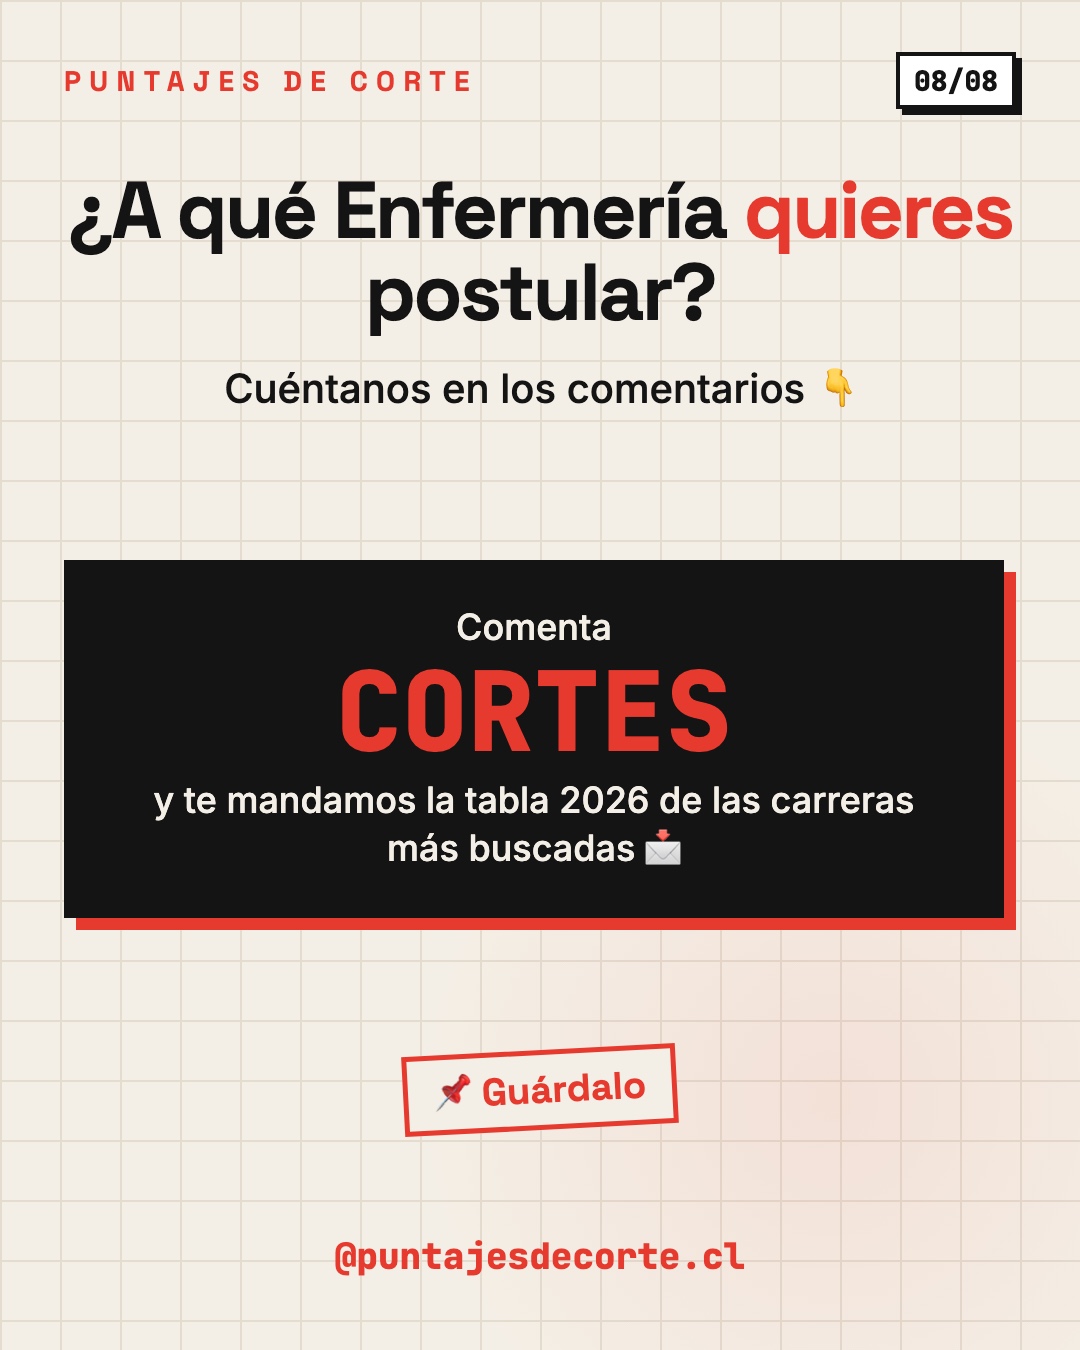 PUNTAJES DE CORTE
08/08
¿A qué Enfermería quieres
postular?
Cuéntanos en los comentarios 👇
Comenta
CORTES
y te mandamos la tabla 2026 de las carreras
más buscadas 📩
📌 Guárdalo
@puntajesdecorte.cl